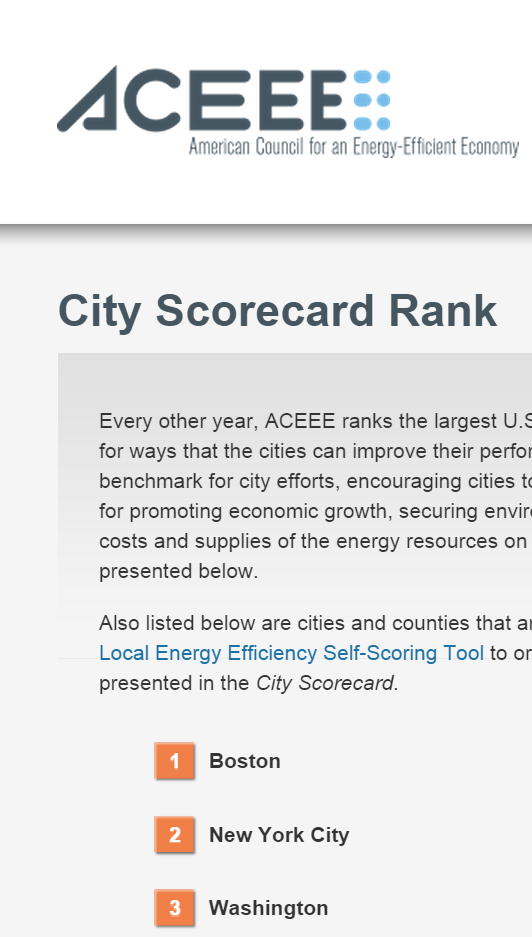 ACEEE
American Council for an Energy-Efficient Economy
City Scorecard Rank
Every other year, ACEEE ranks the largest U.S
for ways that the cities can improve their perfor
benchmark for city efforts, encouraging cities to
for promoting economic growth, securing enviro
costs and supplies of the energy resources on
presented below.
Also listed below are cities and counties that ar
Local Energy Efficiency Self-Scoring Tool to or
presented in the City Scorecard.
1 Boston
2 New York City
3 Washington